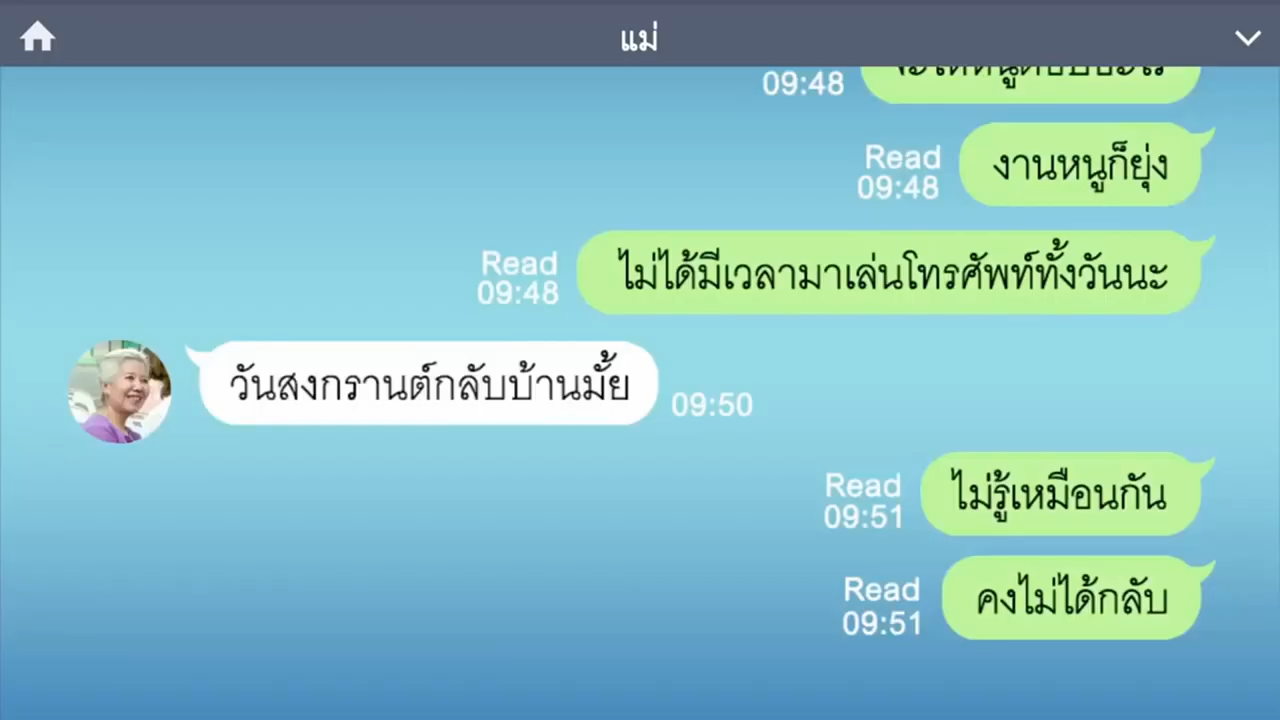 แม่
09:48
Read
09:48
งานหนูก็ยุ่ง
Read
09:48
ไม่ได้มีเวลามาเล่นโทรศัพท์ทั้งวันนะ
วันสงกรานต์กลับบ้านมั้ย
09:50
Read
09:51
ไม่รู้เหมือนกัน
Read
09:51
คงไม่ได้กลับ